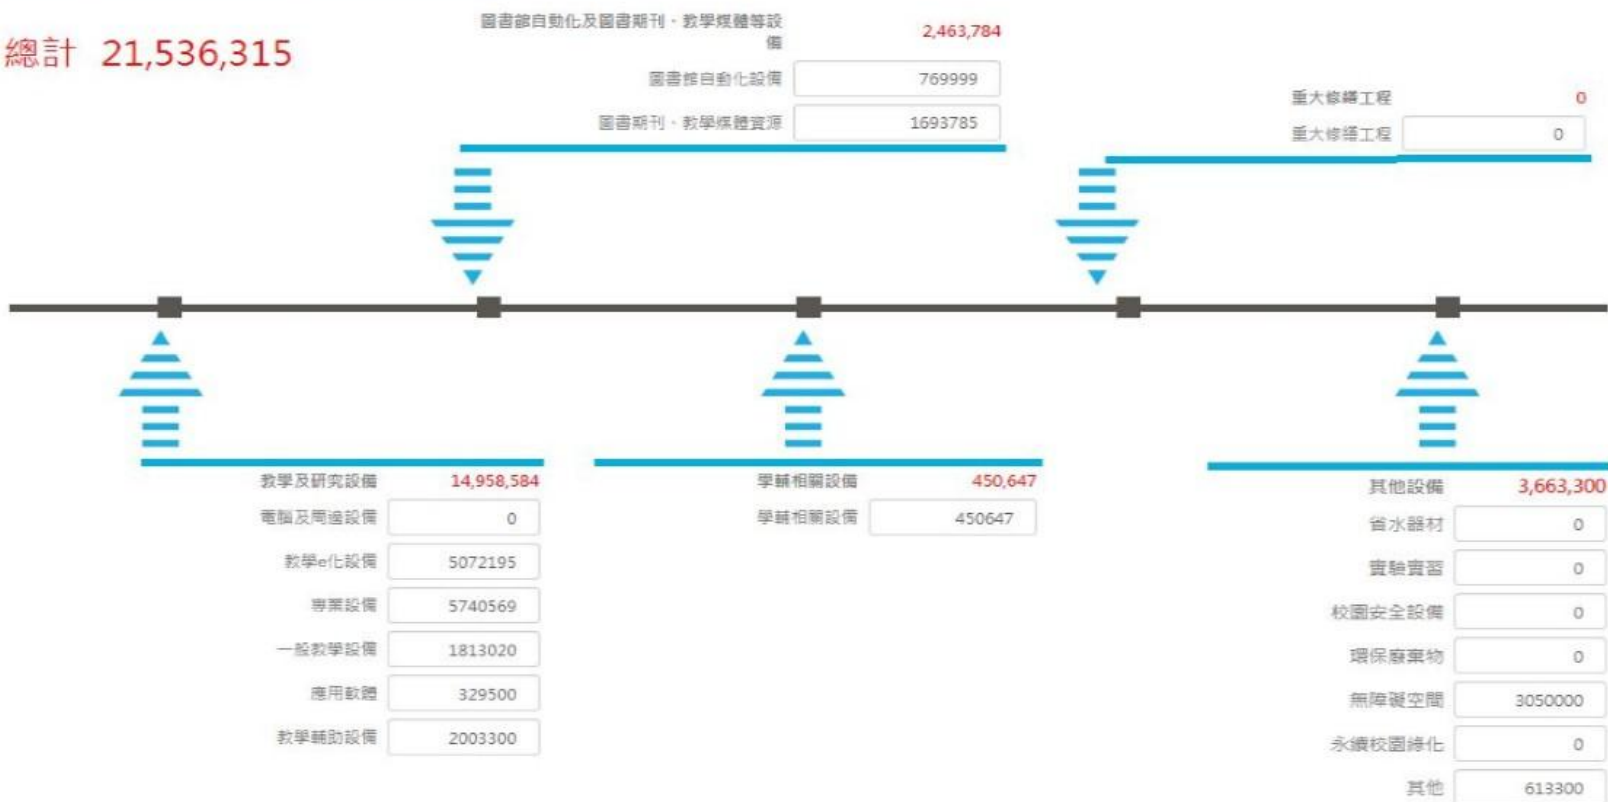 總計 21,536,315
圖書館自動化及圖書期刊、教學媒體等設
備 2,463,784
圖書館自動化設備 769999
圖書期刊、教學媒體資源 1693785
重大修繕工程 0
重大修繕工程 0
教學及研究設備 14,958,584
電腦及周邊設備 0
教學e化設備 5072195
專業設備 5740569
一般教學設備 1813020
應用軟體 329500
教學輔助設備 2003300
學輔相關設備 450,647
學輔相關設備 450647
其他設備 3,663,300
省水器材 0
實驗實習 0
校園安全設備 0
環保廢棄物 0
無障礙空間 3050000
永續校園綠化 0
其他 613300